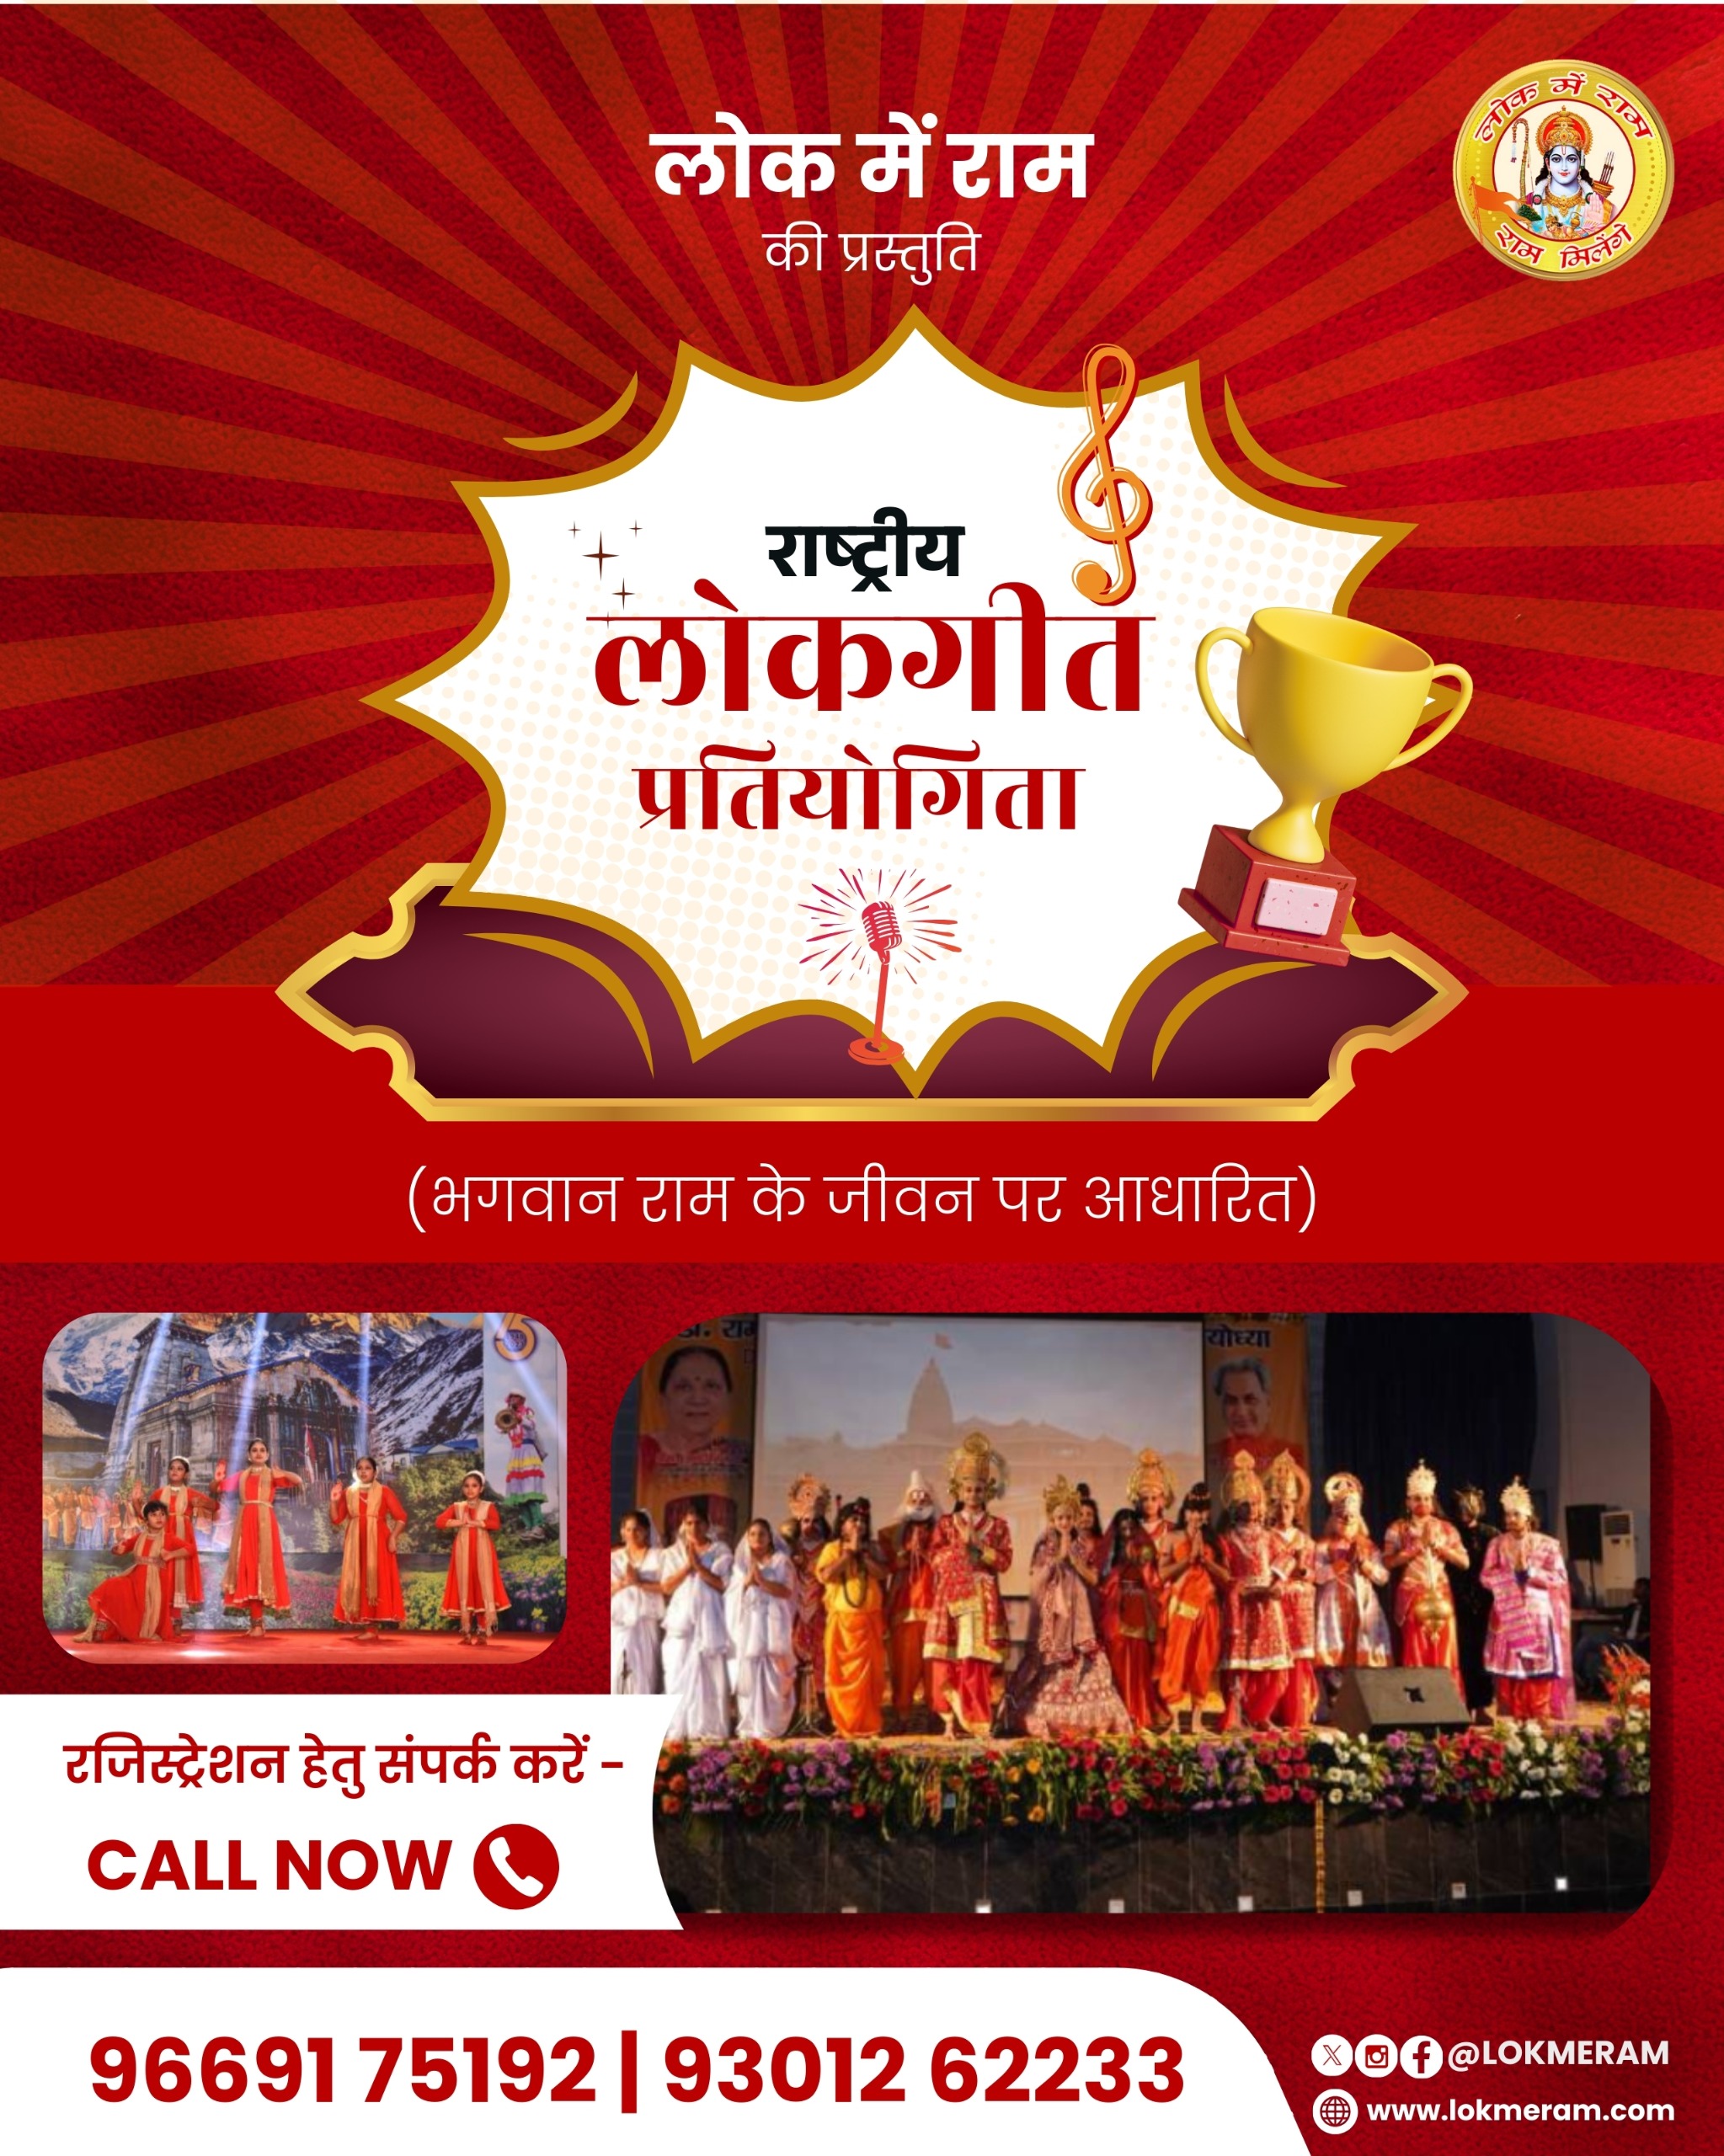 लोक में राम
की प्रस्तुति
लोक में राम
राम मिलेंगे
राष्ट्रीय
लोकगीत
प्रतियोगिता
(भगवान राम के जीवन पर आधारित)
योध्या
रजिस्ट्रेशन हेतु संपर्क करें -
CALL NOW
96691 75192 | 93012 62233
@LOKMERAM
www.lokmeram.com